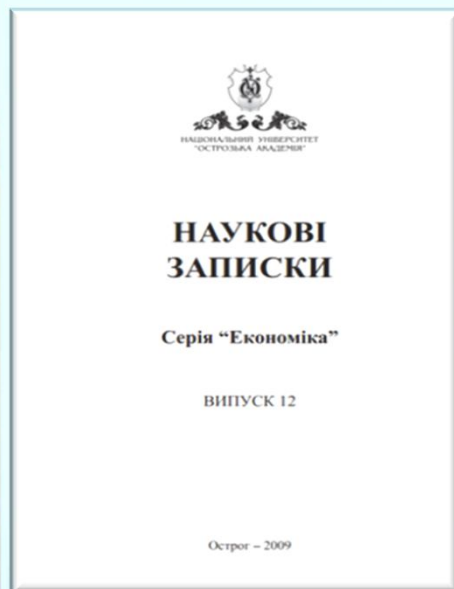 НАЦІОНАЛЬНИЙ УНІВЕРСИТЕТ
"ОСТРОЗЬКА АКАДЕМІЯ"
НАУКОВІ
ЗАПИСКИ
Серія “Економіка”
ВИПУСК 12
Острог – 2009